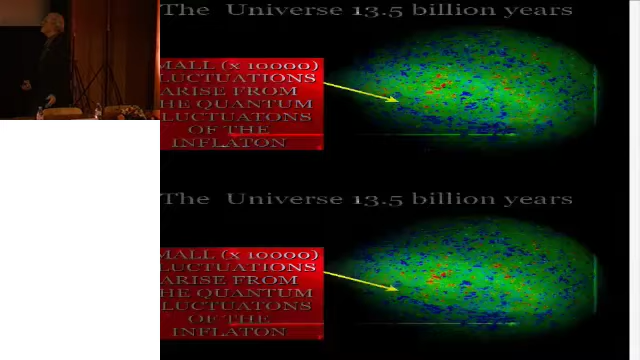 The Universe 13.5 billion years
MALL (X 10000)
LUCTUATIONS
ARISE FROM
HE QUANTUM
LUCTUATONS
OF THE
INFLATON
The Universe 13.5 billion years
MALL (X 10000)
LUCTUATIONS
ARISE FROM
HE QUANTUM
LUCTUATONS
OF THE
INFLATON